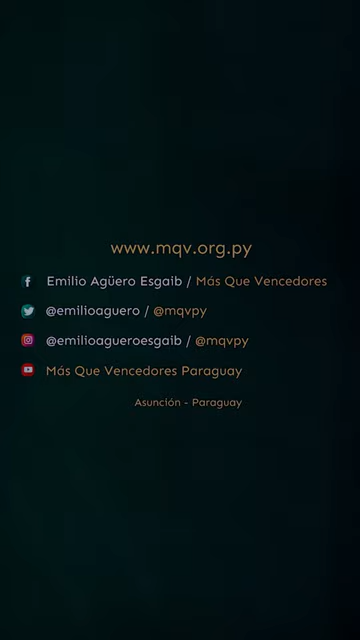 www.mqv.org.py
Emilio Agüero Esgaib / Más Que Vencedores
@emilioaguero / @mqvpy
@emilioagueroesgaib / @mqvpy
Más Que Vencedores Paraguay
Asunción - Paraguay